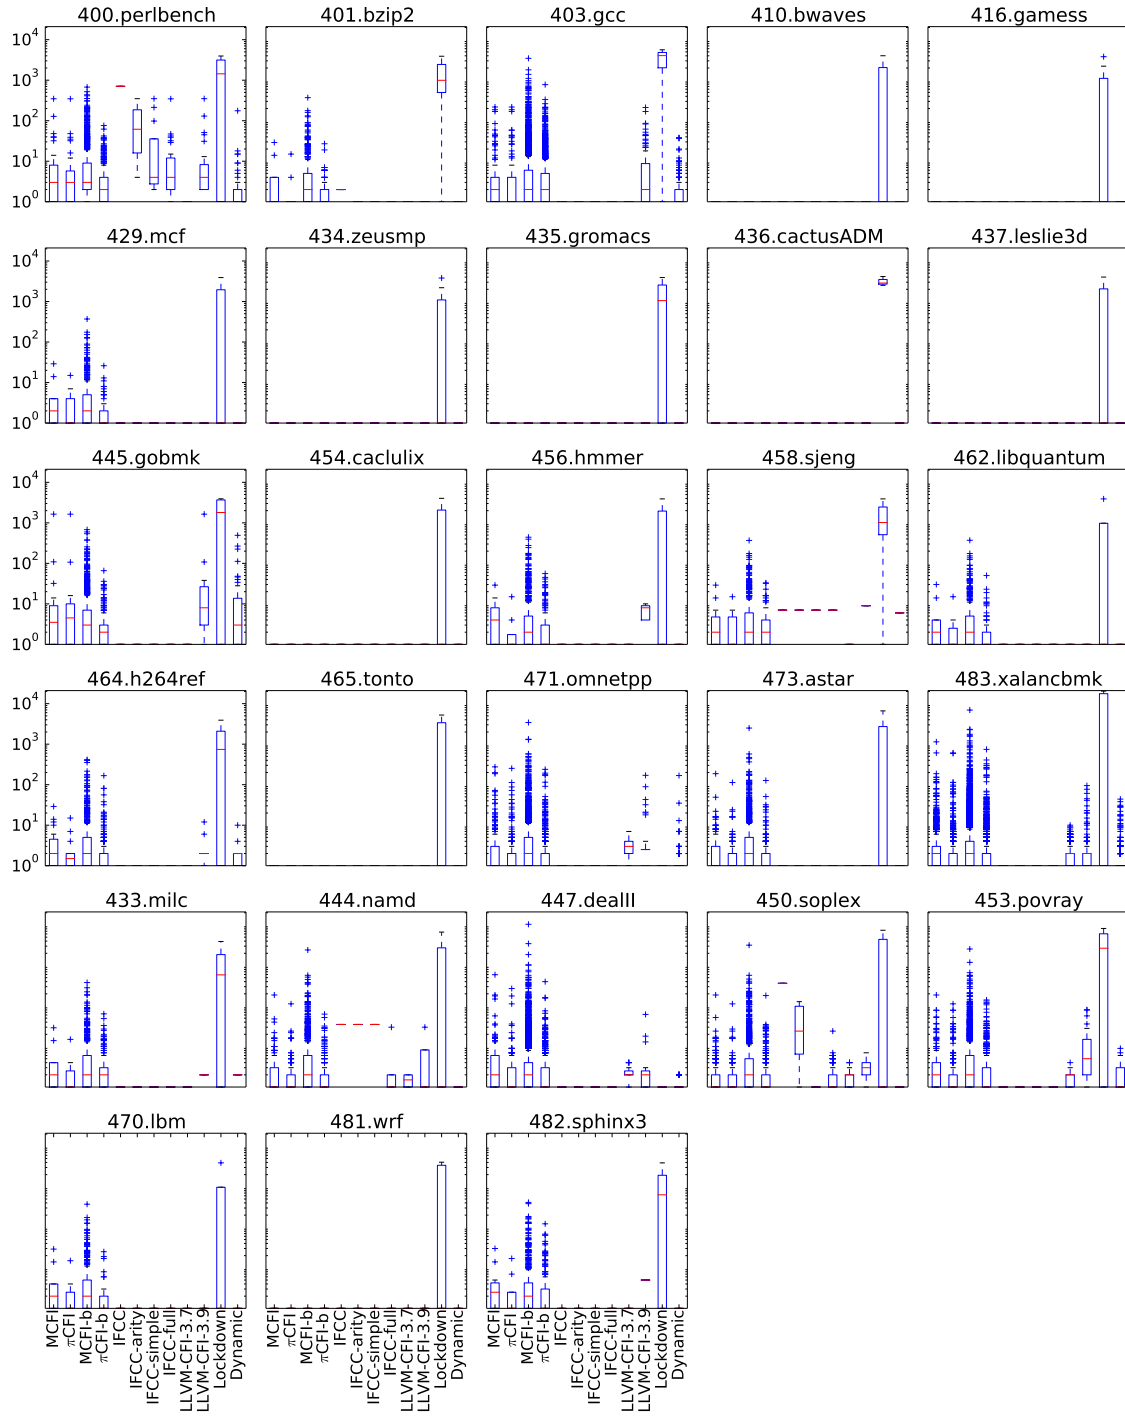 400.perlbench 401.bzip2 403.gcc 410.bwaves 416.gamess
10^4
10^3
10^2
10^1
10^0
429.mcf 434.zeusmp 435.gromacs 436.cactusADM 437.leslie3d
10^4
10^3
10^2
10^1
10^0
445.gobmk 454.caclulix 456.hmmer 458.sjeng 462.libquantum
10^4
10^3
10^2
10^1
10^0
464.h264ref 465.tonto 471.omnetpp 473.astar 483.xalancbmk
10^4
10^3
10^2
10^1
10^0
433.milc 444.namd 447.dealII 450.soplex 453.povray
470.lbm 481.wrf 482.sphinx3
MCFI
πCFI
MCFI-b
πCFI-b
IFCC
IFCC-arity
IFCC-simple
IFCC-full
LLVM-CFI-3.7
LLVM-CFI-3.9
Lockdown
Dynamic
MCFI
πCFI
MCFI-b
πCFI-b
IFCC
IFCC-arity
IFCC-simple
IFCC-full
LLVM-CFI-3.7
LLVM-CFI-3.9
Lockdown
Dynamic
MCFI
πCFI
MCFI-b
πCFI-b
IFCC
IFCC-arity
IFCC-simple
IFCC-full
LLVM-CFI-3.7
LLVM-CFI-3.9
Lockdown
Dynamic